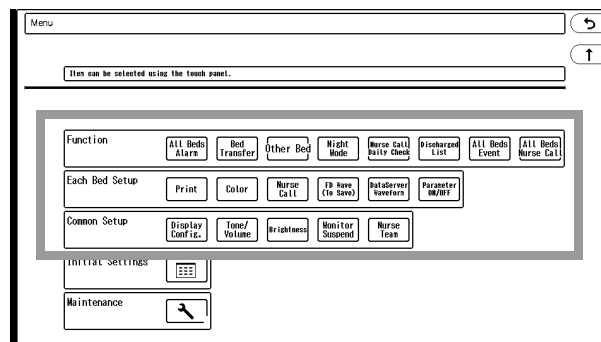 Menu
Item can be selected using the touch panel.
Function
All Beds Alarm
Bed Transfer
Other Bed
Night Mode
Nurse Call Daily Check
Discharged List
All Beds Event
All Beds Nurse Call
Each Bed Setup
Print
Color
Nurse Call
FD Wave (To Save)
DataServer Waveform
Parameter ON/OFF
Common Setup
Display Config.
Tone/ Volume
Brightness
Monitor Suspend
Nurse Team
Initial Settings
Maintenance